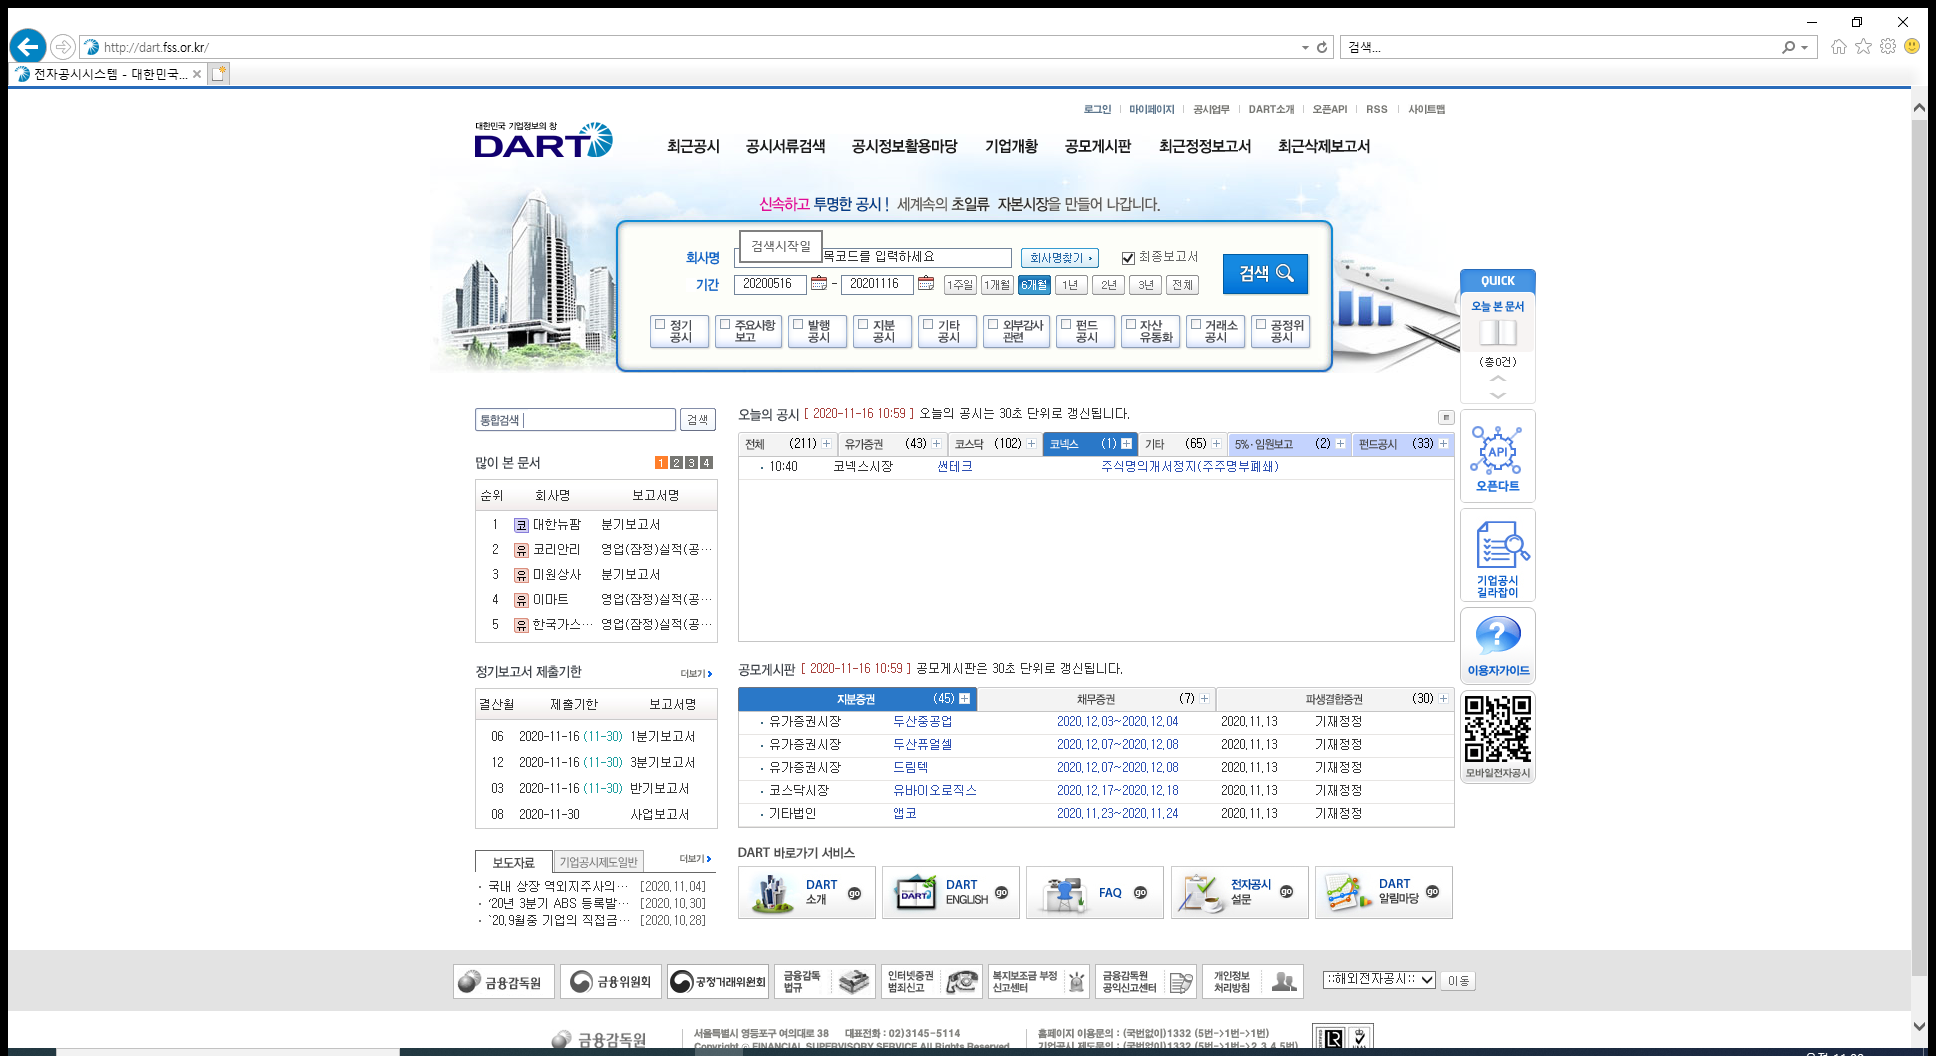 http://dart.fss.or.kr/
검색...
전자공시시스템 - 대한민국...
로그인 마이페이지 공시업무 DART소개 오픈API RSS 사이트맵
대한민국 기업정보의 창
DART
최근공시 공시서류검색 공시정보활용마당 기업개황 공모게시판 최근정정보고서 최근삭제보고서
신속하고 투명한 공시! 세계속의 초일류 자본시장을 만들어 나갑니다.
검색시작일
회사명 목코드를 입력하세요 회사명찾기 최종보고서
검색
기간 20200516 - 20201116 1주일 1개월 6개월 1년 2년 3년 전체
정기공시 주요사항보고 발행공시 지분공시 기타공시 외부감사관련 펀드공시 자산유동화 거래소공시 공정위공시
QUICK
오늘 본 문서
(총0건)
API
오픈다트
기업공시
길라잡이
?
이용자가이드
모바일전자공시
통합검색 검색
많이 본 문서 1 2 3 4
순위 회사명 보고서명
1 코 대한뉴팜 분기보고서
2 유 코리안리 영업(잠정)실적(공…
3 유 미원상사 분기보고서
4 유 이마트 영업(잠정)실적(공…
5 유 한국가스… 영업(잠정)실적(공…
정기보고서 제출기한 더보기
결산월 제출기한 보고서명
06 2020-11-16 (11-30) 1분기보고서
12 2020-11-16 (11-30) 3분기보고서
03 2020-11-16 (11-30) 반기보고서
08 2020-11-30 사업보고서
보도자료 기업공시제도일반 더보기
· 국내 상장 역외지주사의… [2020.11.04]
· '20년 3분기 ABS 등록발… [2020.10.30]
· `20.9월중 기업의 직접금… [2020.10.28]
오늘의 공시 [ 2020-11-16 10:59 ] 오늘의 공시는 30초 단위로 갱신됩니다.
전체 (211) 유가증권 (43) 코스닥 (102) 코넥스 (1) 기타 (65) 5%·임원보고 (2) 펀드공시 (33)
· 10:40 코넥스시장 썬테크 주식명의개서정지(주주명부폐쇄)
공모게시판 [ 2020-11-16 10:59 ] 공모게시판은 30초 단위로 갱신됩니다.
지분증권 (45) 채무증권 (7) 파생결합증권 (30)
· 유가증권시장 두산중공업 2020.12.03~2020.12.04 2020.11.13 기재정정
· 유가증권시장 두산퓨얼셀 2020.12.07~2020.12.08 2020.11.13 기재정정
· 유가증권시장 드림텍 2020.12.07~2020.12.08 2020.11.13 기재정정
· 코스닥시장 유바이오로직스 2020.12.17~2020.12.18 2020.11.13 기재정정
· 기타법인 앱코 2020.11.23~2020.11.24 2020.11.13 기재정정
DART 바로가기 서비스
DART 소개 go DART ENGLISH go FAQ go 전자공시 설문 go DART 알림마당 go
금융감독원 금융위원회 공정거래위원회 금융감독법규 인터넷증권범죄신고 복지보조금 부정신고센터 금융감독원 공익신고센터 개인정보처리방침 ::해외전자공시:: 이동
금융감독원
서울특별시 영등포구 여의대로 38 대표전화 : 02)3145-5114
Copyright © FINANCIAL SUPERVISORY SERVICE All Rights Reserved
홈페이지 이용문의 : (국번없이)1332 (5번->1번->1번)
기업공시 제도문의 : (국번없이)1332 (5번->1번->2,3,4,5번)